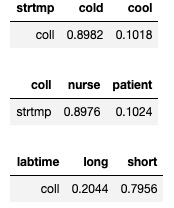 strtmp cold cool
coll 0.8982 0.1018
coll nurse patient
strtmp 0.8976 0.1024
labtime long short
coll 0.2044 0.7956